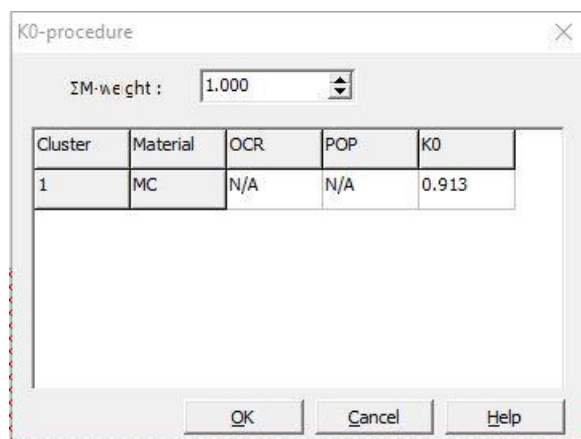 K0-procedure
ΣM-weight : 1.000
Cluster Material OCR POP K0
1 MC N/A N/A 0.913
OK Cancel Help